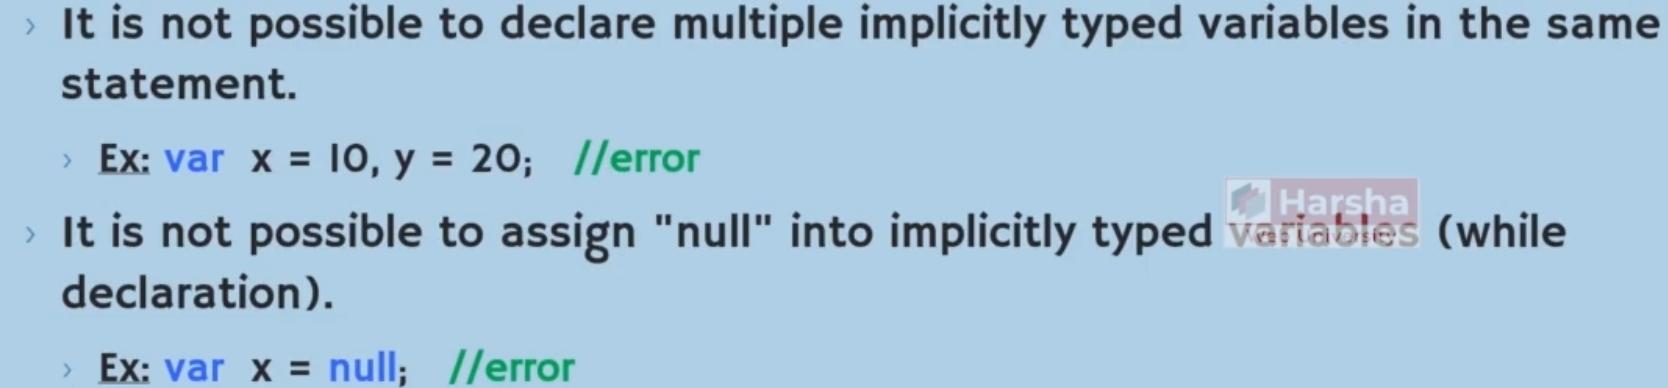 › It is not possible to declare multiple implicitly typed variables in the same
statement.
› Ex: var x = 10, y = 20; //error
Harsha
Web University
› It is not possible to assign "null" into implicitly typed variables (while
declaration).
› Ex: var x = null; //error